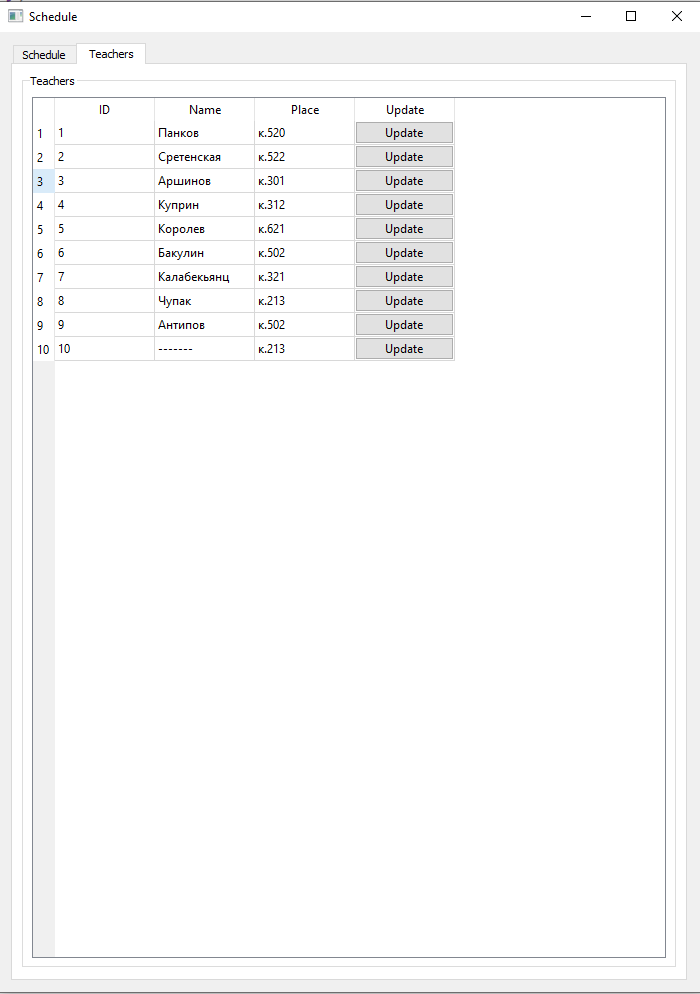 Schedule
Schedule Teachers
Teachers
ID Name Place Update
1 1 Панков к.520 Update
2 2 Сретенская к.522 Update
3 3 Аршинов к.301 Update
4 4 Куприн к.312 Update
5 5 Королев к.621 Update
6 6 Бакулин к.502 Update
7 7 Калабекьянц к.321 Update
8 8 Чупак к.213 Update
9 9 Антипов к.502 Update
10 10 ------- к.213 Update